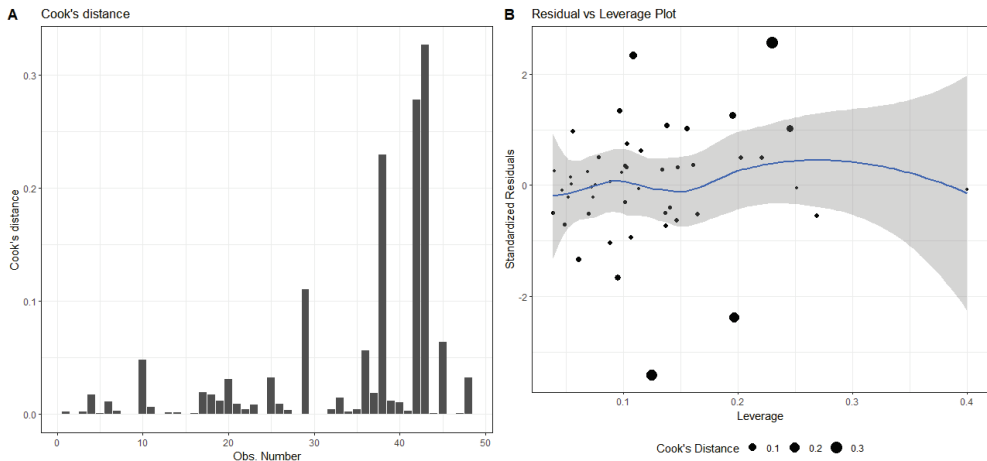 A
Cook's distance
Cook's distance
0.3
0.2
0.1
0.0
0
10
20
30
40
50
Obs. Number
B
Residual vs Leverage Plot
Standardized Residuals
2
0
-2
0.1
0.2
0.3
0.4
Leverage
Cook's Distance 0.1 0.2 0.3